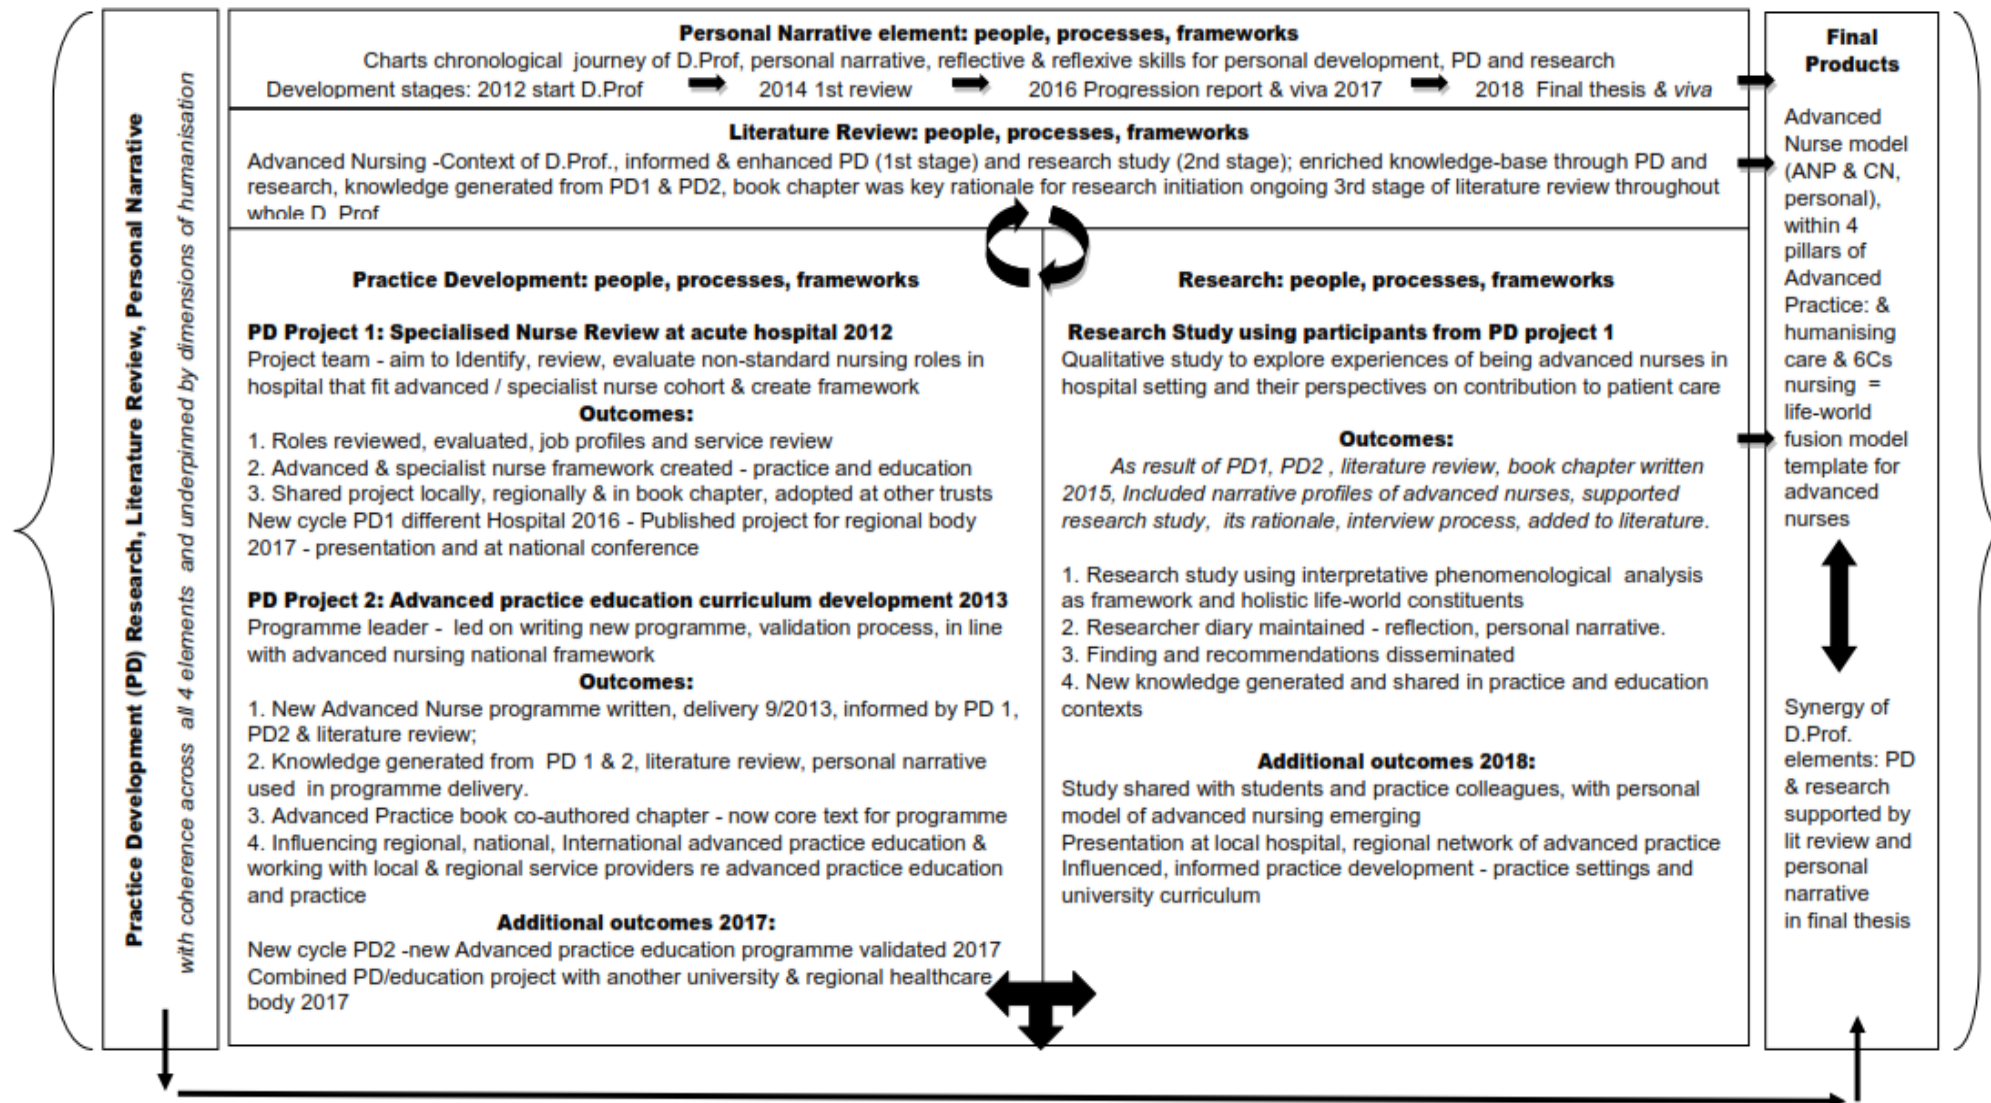 Practice Development (PD) Research, Literature Review, Personal Narrative
with coherence across all 4 elements and underpinned by dimensions of humanisation
Personal Narrative element: people, processes, frameworks
Charts chronological journey of D.Prof, personal narrative, reflective & reflexive skills for personal development, PD and research
Development stages: 2012 start D.Prof 2014 1st review 2016 Progression report & viva 2017 2018 Final thesis & viva
Literature Review: people, processes, frameworks
Advanced Nursing -Context of D.Prof., informed & enhanced PD (1st stage) and research study (2nd stage); enriched knowledge-base through PD and
research, knowledge generated from PD1 & PD2, book chapter was key rationale for research initiation ongoing 3rd stage of literature review throughout
whole D. Prof
Practice Development: people, processes, frameworks
PD Project 1: Specialised Nurse Review at acute hospital 2012
Project team - aim to Identify, review, evaluate non-standard nursing roles in
hospital that fit advanced / specialist nurse cohort & create framework
Outcomes:
1. Roles reviewed, evaluated, job profiles and service review
2. Advanced & specialist nurse framework created - practice and education
3. Shared project locally, regionally & in book chapter, adopted at other trusts
New cycle PD1 different Hospital 2016 - Published project for regional body
2017 - presentation and at national conference
PD Project 2: Advanced practice education curriculum development 2013
Programme leader - led on writing new programme, validation process, in line
with advanced nursing national framework
Outcomes:
1. New Advanced Nurse programme written, delivery 9/2013, informed by PD 1,
PD2 & literature review;
2. Knowledge generated from PD 1 & 2, literature review, personal narrative
used in programme delivery.
3. Advanced Practice book co-authored chapter - now core text for programme
4. Influencing regional, national, International advanced practice education &
working with local & regional service providers re advanced practice education
and practice
Additional outcomes 2017:
New cycle PD2 -new Advanced practice education programme validated 2017
Combined PD/education project with another university & regional healthcare
body 2017
Research: people, processes, frameworks
Research Study using participants from PD project 1
Qualitative study to explore experiences of being advanced nurses in
hospital setting and their perspectives on contribution to patient care
Outcomes:
As result of PD1, PD2 , literature review, book chapter written
2015, Included narrative profiles of advanced nurses, supported
research study, its rationale, interview process, added to literature.
1. Research study using interpretative phenomenological analysis
as framework and holistic life-world constituents
2. Researcher diary maintained - reflection, personal narrative.
3. Finding and recommendations disseminated
4. New knowledge generated and shared in practice and education
contexts
Additional outcomes 2018:
Study shared with students and practice colleagues, with personal
model of advanced nursing emerging
Presentation at local hospital, regional network of advanced practice
Influenced, informed practice development - practice settings and
university curriculum
Final
Products
Advanced
Nurse model
(ANP & CN,
personal),
within 4
pillars of
Advanced
Practice: &
humanising
care & 6Cs
nursing =
life-world
fusion model
template for
advanced
nurses
Synergy of
D.Prof.
elements: PD
& research
supported by
lit review and
personal
narrative
in final thesis